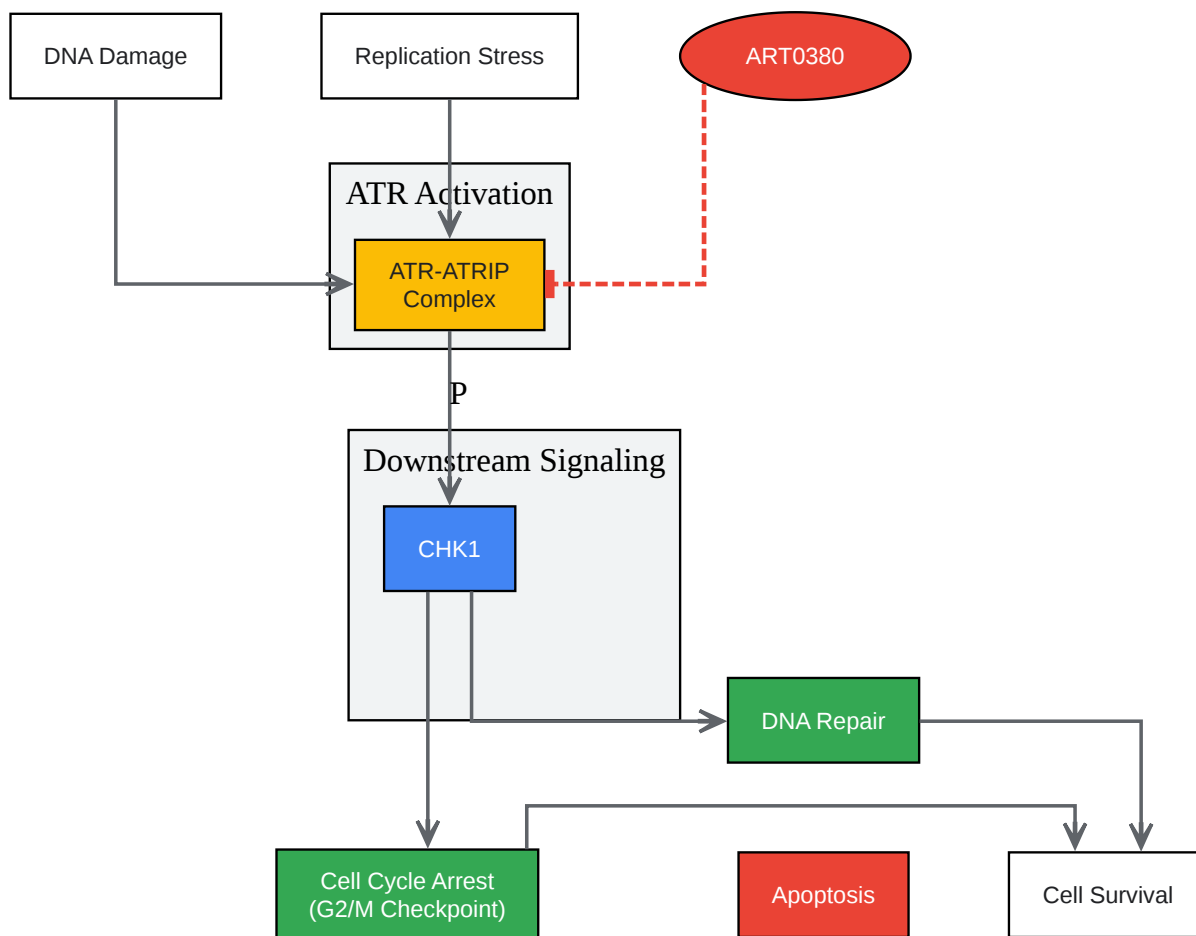 DNA Damage
Replication Stress
ART0380
ATR Activation
ATR-ATRIP
Complex
P
Downstream Signaling
CHK1
DNA Repair
Cell Cycle Arrest
(G2/M Checkpoint)
Apoptosis
Cell Survival